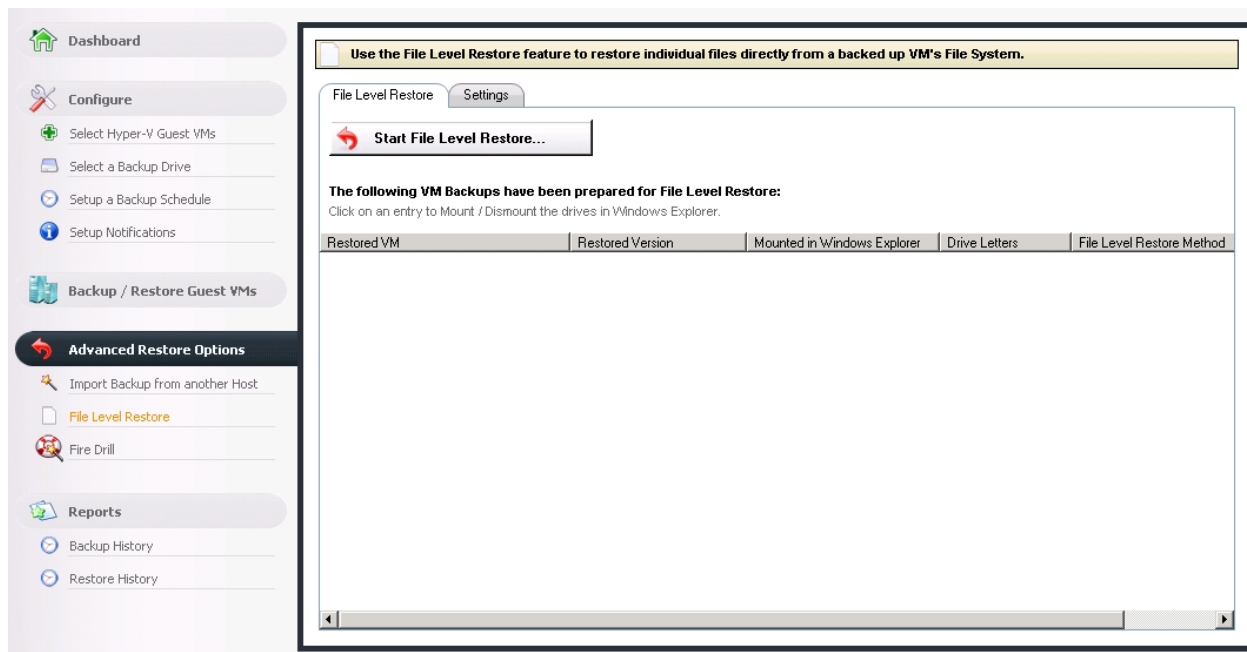 Dashboard
Configure
Select Hyper-V Guest VMs
Select a Backup Drive
Setup a Backup Schedule
Setup Notifications
Backup / Restore Guest VMs
Advanced Restore Options
Import Backup from another Host
File Level Restore
Fire Drill
Reports
Backup History
Restore History
Use the File Level Restore feature to restore individual files directly from a backed up VM's File System.
File Level Restore Settings
Start File Level Restore...
The following VM Backups have been prepared for File Level Restore:
Click on an entry to Mount / Dismount the drives in Windows Explorer.
Restored VM Restored Version Mounted in Windows Explorer Drive Letters File Level Restore Method